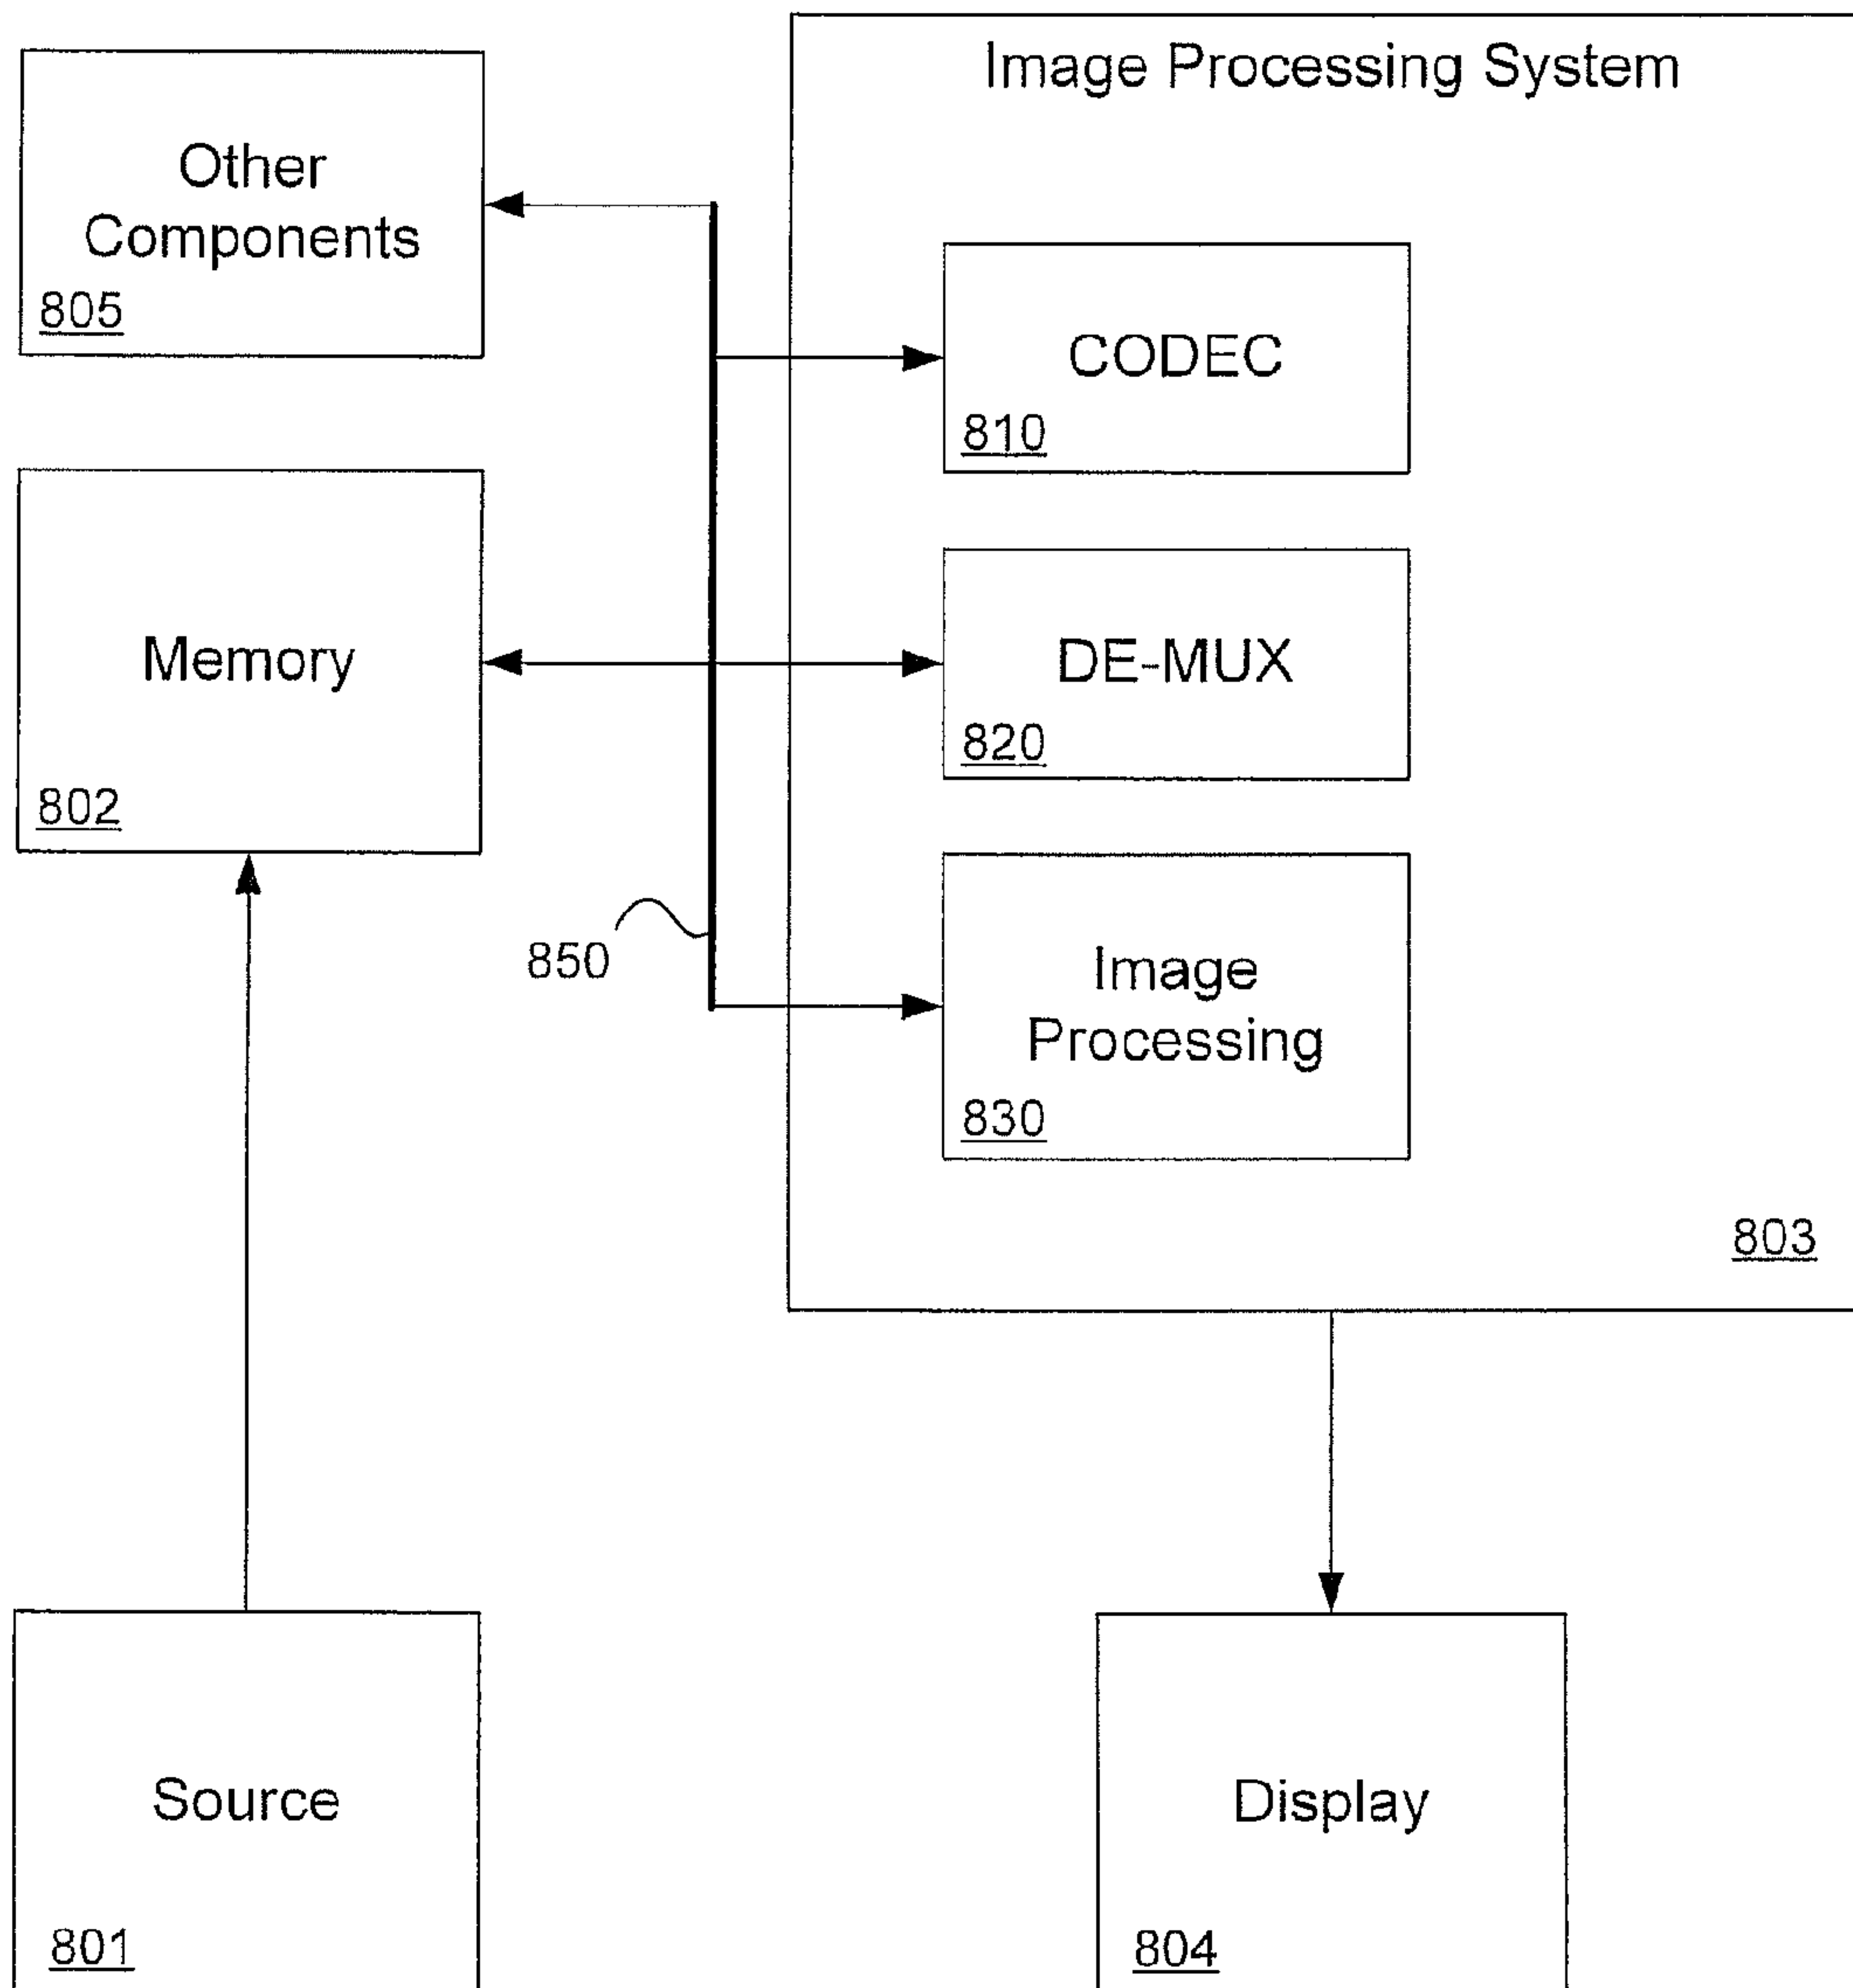 Image Processing System
Other
Components
805
CODEC
810
Memory
802
DE-MUX
820
850
Image
Processing
830
803
Source
801
Display
804